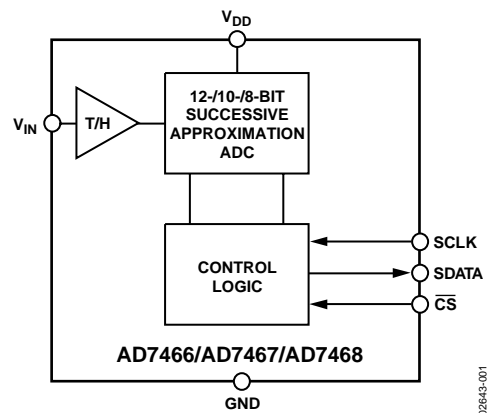 V_DD
V_IN
T/H
12-/10-/8-BIT
SUCCESSIVE
APPROXIMATION
ADC
CONTROL
LOGIC
SCLK
SDATA
C̅S̅
AD7466/AD7467/AD7468
GND
02643-001